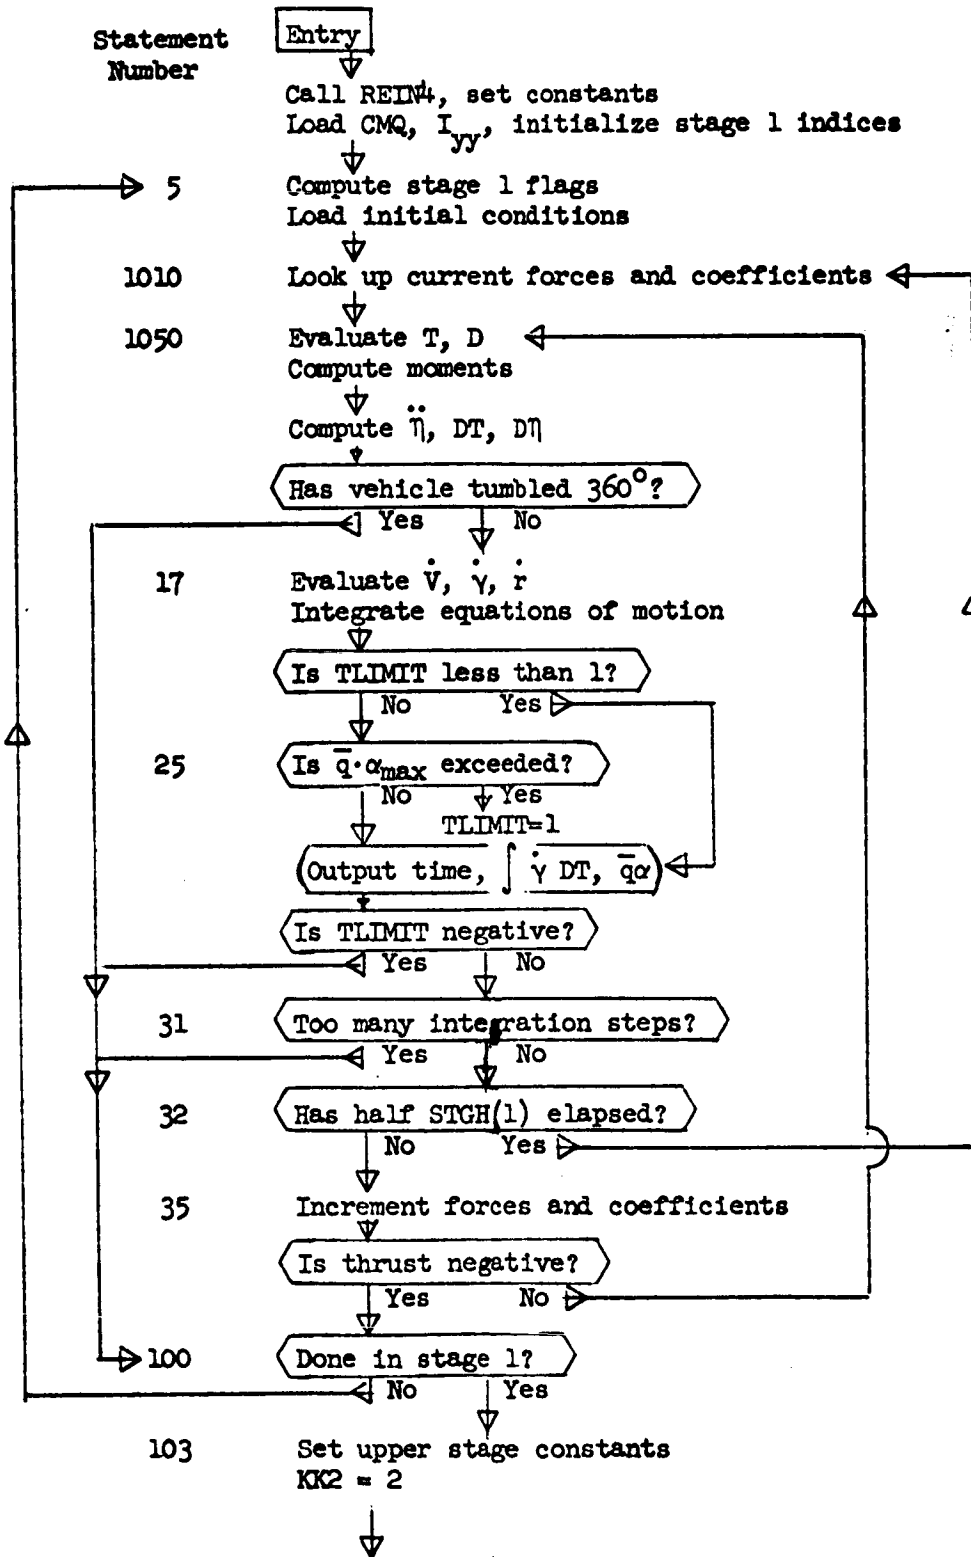 Statement
Number
Entry
Call REIN4, set constants
Load CMQ, I_yy, initialize stage 1 indices
5 Compute stage 1 flags
Load initial conditions
1010 Look up current forces and coefficients
1050 Evaluate T, D
Compute moments
Compute η̈, DT, Dη
Has vehicle tumbled 360°?
Yes No
17 Evaluate V̇, γ̇, ṙ
Integrate equations of motion
Is TLIMIT less than 1?
No Yes
25 Is q̅·α_max exceeded?
No Yes
TLIMIT=1
Output time, ∫ γ̇ DT, q̅α
Is TLIMIT negative?
Yes No
31 Too many integration steps?
Yes No
32 Has half STGH(1) elapsed?
No Yes
35 Increment forces and coefficients
Is thrust negative?
Yes No
100 Done in stage 1?
No Yes
103 Set upper stage constants
KK2 = 2